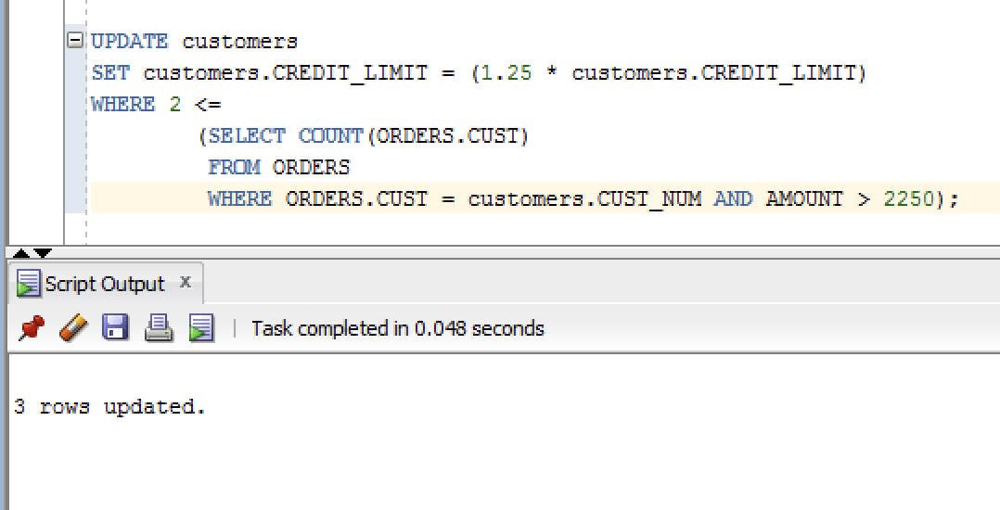 UPDATE customers
SET customers.CREDIT_LIMIT = (1.25 * customers.CREDIT_LIMIT)
WHERE 2 <=
(SELECT COUNT(ORDERS.CUST)
FROM ORDERS
WHERE ORDERS.CUST = customers.CUST_NUM AND AMOUNT > 2250);
Script Output x
Task completed in 0.048 seconds
3 rows updated.